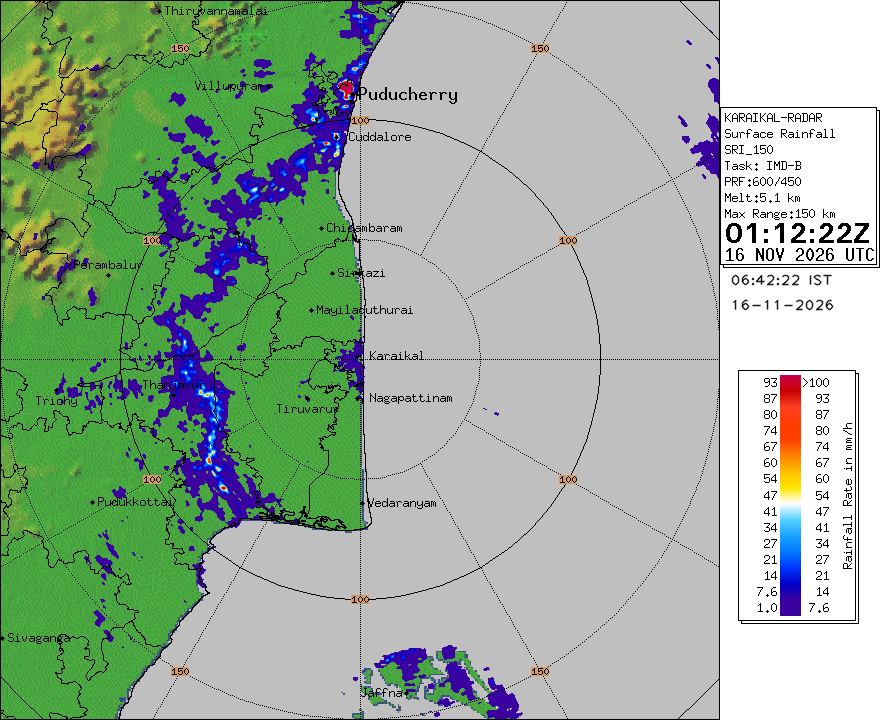 Thiruvannamalai
150
150
Villupuram
Puducherry
100
Cuddalore
Chidambaram
100
100
Perambalur
Sirkazi
Mayiladuthurai
Karaikal
Thanjavur
Trichy
Nagapattinam
Tiruvarur
100
100
Pudukkottai
Vedaranyam
100
Sivaganga
150
150
Jaffna
KARAIKAL-RADAR
Surface Rainfall
SRI_150
Task: IMD-B
PRF:600/450
Melt:5.1 km
Max Range:150 km
01:12:22Z
16 NOV 2026 UTC
06:42:22 IST
16-11-2026
93 >100
87 93
80 87
74 80
67 74
60 67
54 60
47 54
41 47
34 41
27 34
21 27
14 21
7.6 14
1.0 7.6
Rainfall Rate in mm/h